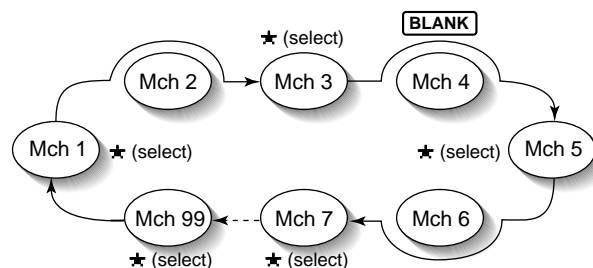 BLANK
★ (select)
Mch 2
Mch 3
Mch 4
Mch 1
★ (select)
★ (select)
Mch 5
Mch 99
Mch 7
Mch 6
★ (select)
★ (select)